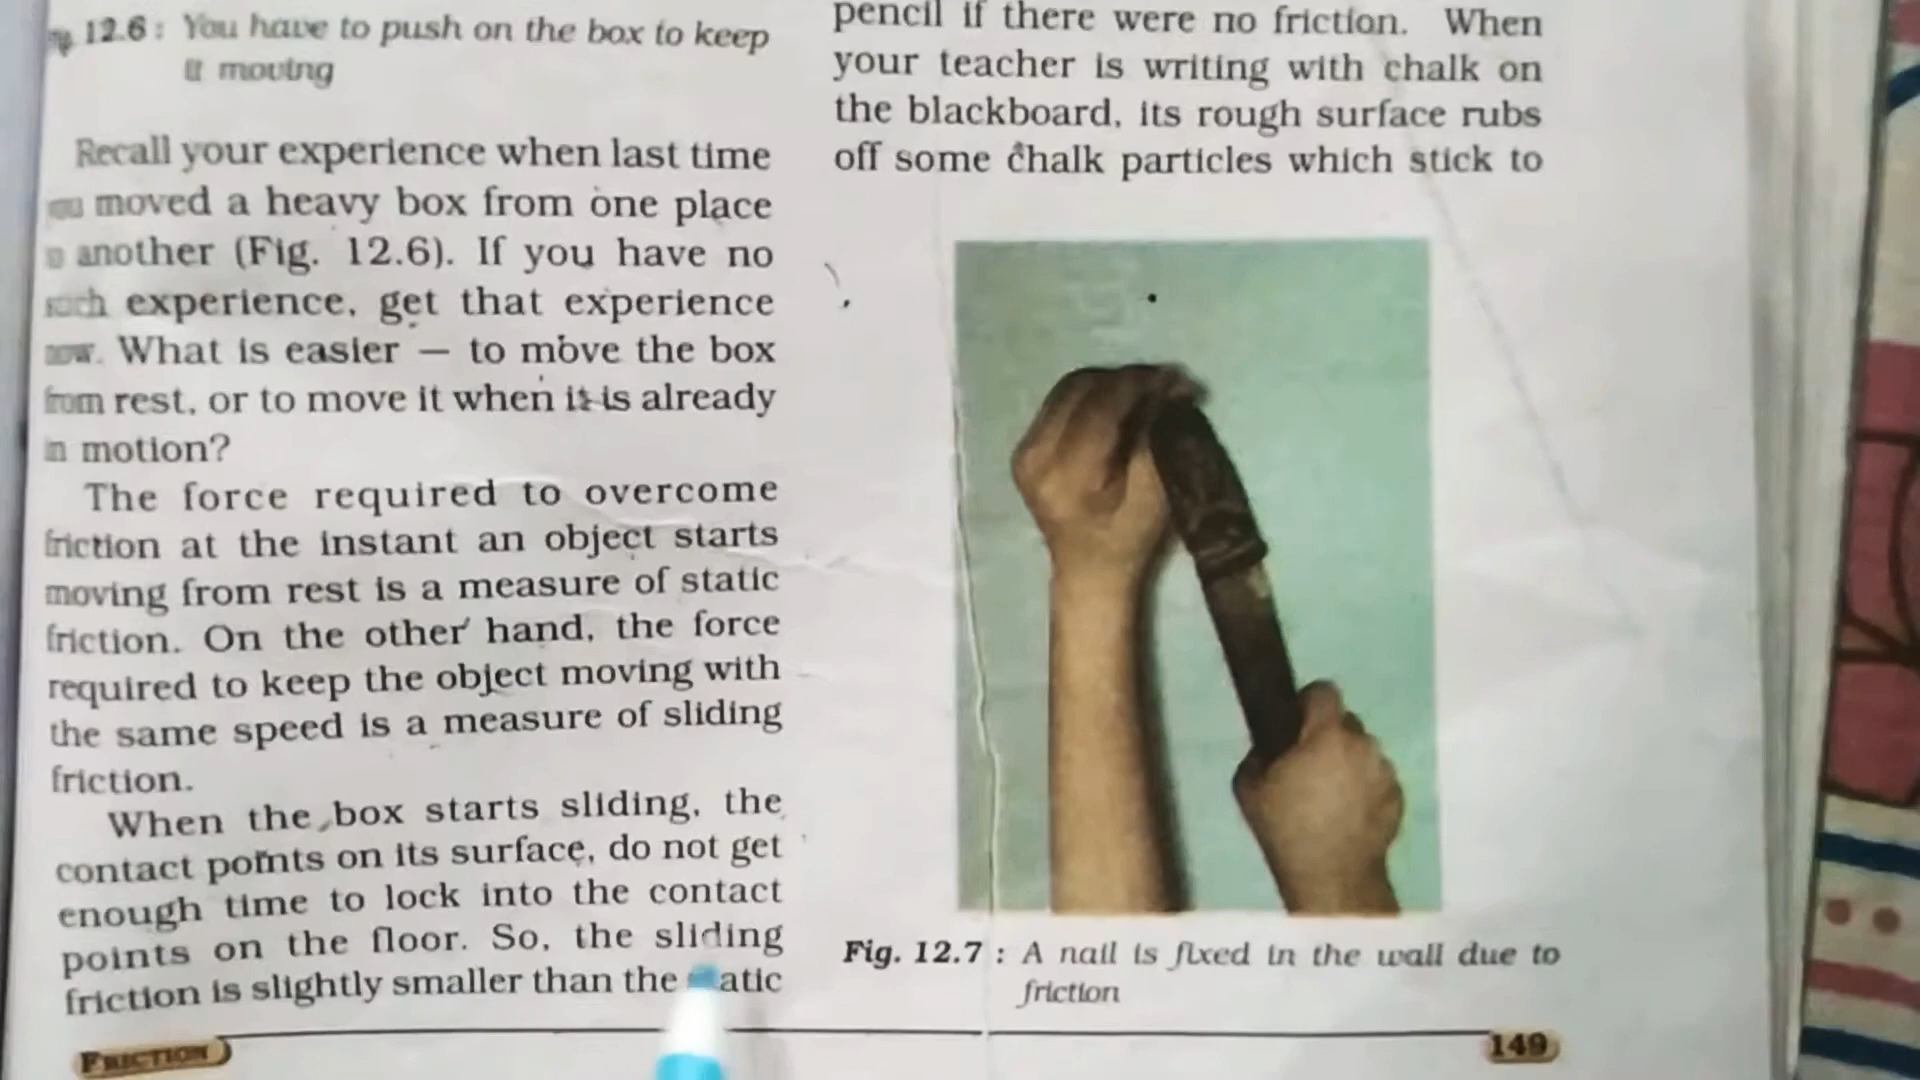 12.6 : You have to push on the box to keep
it moving
Recall your experience when last time
you moved a heavy box from one place
to another (Fig. 12.6). If you have no
such experience, get that experience
now. What is easier — to move the box
from rest, or to move it when it is already
in motion?
The force required to overcome
friction at the instant an object starts
moving from rest is a measure of static
friction. On the other hand, the force
required to keep the object moving with
the same speed is a measure of sliding
friction.
When the box starts sliding, the
contact points on its surface, do not get
enough time to lock into the contact
points on the floor. So, the sliding
friction is slightly smaller than the static
pencil if there were no friction. When
your teacher is writing with chalk on
the blackboard, its rough surface rubs
off some chalk particles which stick to
Fig. 12.7 : A nail is fixed in the wall due to
friction
FRICTION
149